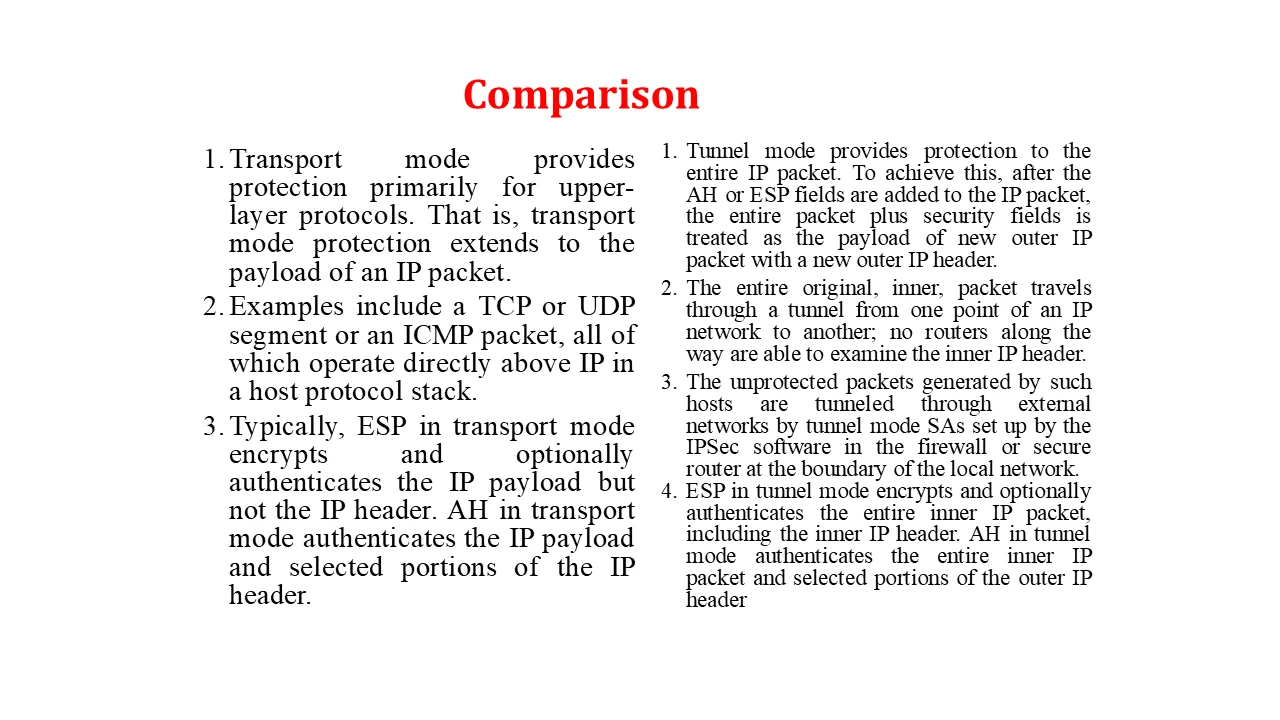 Comparison
1. Transport mode provides
protection primarily for upper-
layer protocols. That is, transport
mode protection extends to the
payload of an IP packet.
2. Examples include a TCP or UDP
segment or an ICMP packet, all of
which operate directly above IP in
a host protocol stack.
3. Typically, ESP in transport mode
encrypts and optionally
authenticates the IP payload but
not the IP header. AH in transport
mode authenticates the IP payload
and selected portions of the IP
header.
1. Tunnel mode provides protection to the
entire IP packet. To achieve this, after the
AH or ESP fields are added to the IP packet,
the entire packet plus security fields is
treated as the payload of new outer IP
packet with a new outer IP header.
2. The entire original, inner, packet travels
through a tunnel from one point of an IP
network to another; no routers along the
way are able to examine the inner IP header.
3. The unprotected packets generated by such
hosts are tunneled through external
networks by tunnel mode SAs set up by the
IPSec software in the firewall or secure
router at the boundary of the local network.
4. ESP in tunnel mode encrypts and optionally
authenticates the entire inner IP packet,
including the inner IP header. AH in tunnel
mode authenticates the entire inner IP
packet and selected portions of the outer IP
header